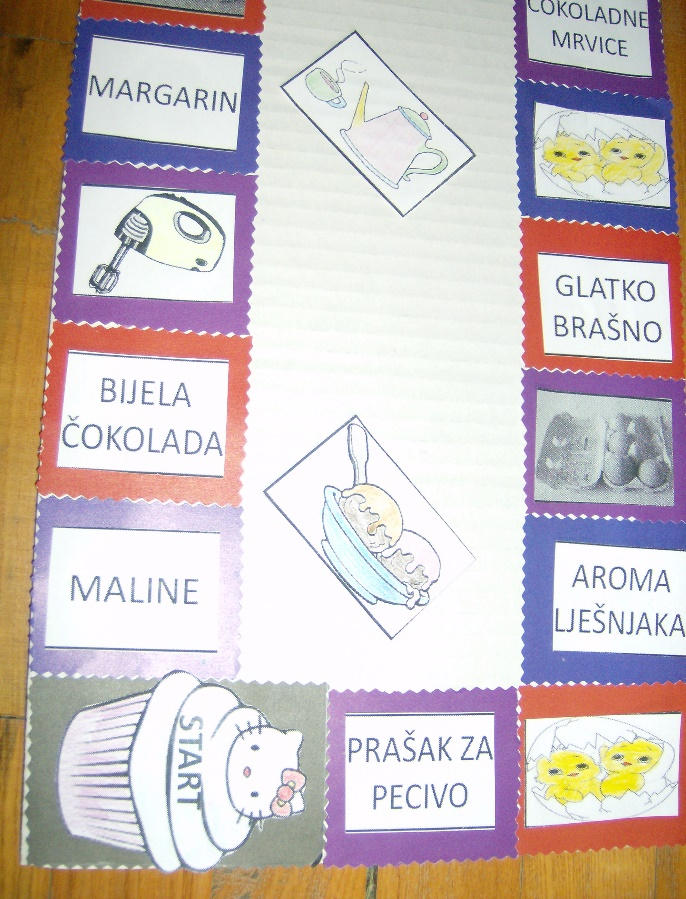 ČOKOLADNE
MRVICE
MARGARIN
GLATKO
BRAŠNO
BIJELA
ČOKOLADA
AROMA
LJEŠNJAKA
MALINE
START
PRAŠAK ZA
PECIVO